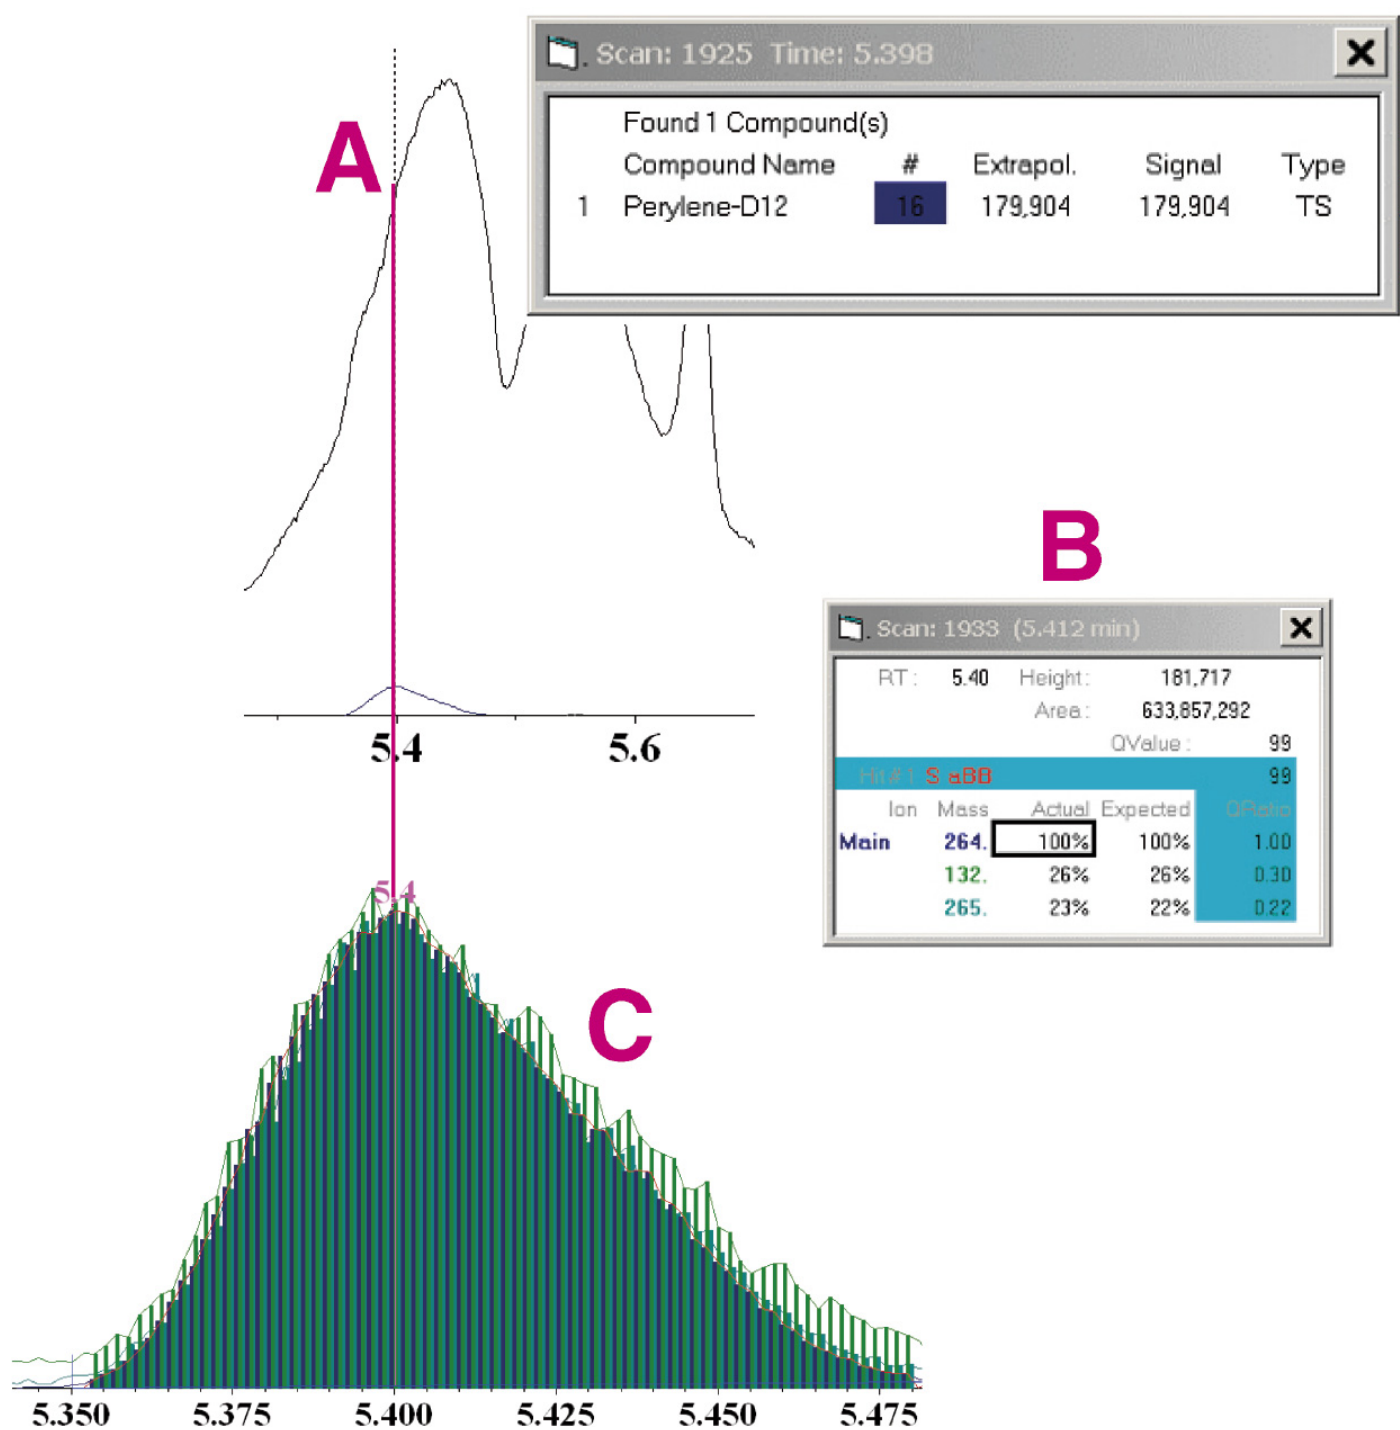 Scan: 1925 Time: 5.398
Found 1 Compound(s)
Compound Name # Extrapol. Signal Type
1 Perylene-D12 16 179,904 179,904 TS
A
5.4 5.6
B
Scan: 1933 (5.412 min)
RT: 5.40 Height: 181,717
Area: 633,857,292
QValue: 99
Hit#1 S aBB 99
Ion Mass Actual Expected QRatio
Main 264. 100% 100% 1.00
132. 26% 26% 0.30
265. 23% 22% 0.22
5.4
C
5.350 5.375 5.400 5.425 5.450 5.475